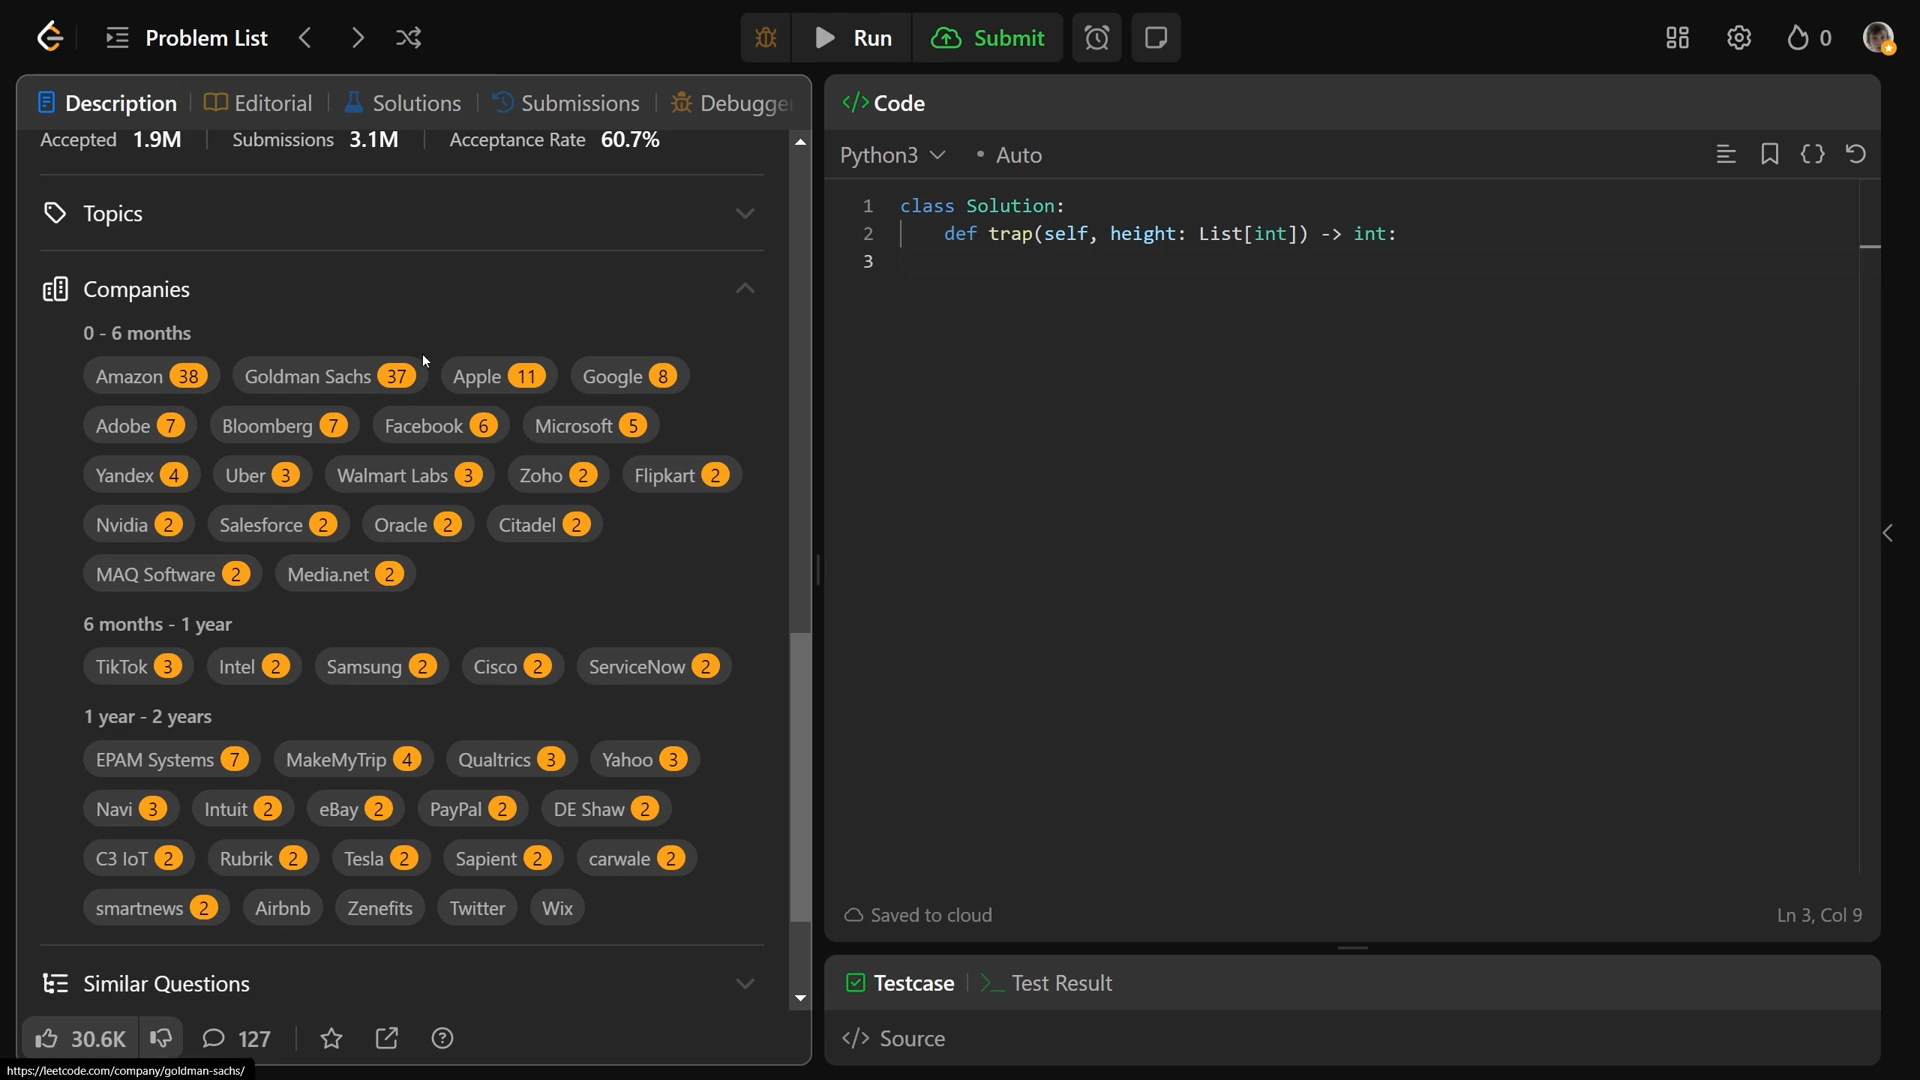 Problem List
Run
Submit
0
Description
Editorial
Solutions
Submissions
Debugge
Accepted 1.9M Submissions 3.1M Acceptance Rate 60.7%
Topics
Companies
0 - 6 months
Amazon 38 Goldman Sachs 37 Apple 11 Google 8
Adobe 7 Bloomberg 7 Facebook 6 Microsoft 5
Yandex 4 Uber 3 Walmart Labs 3 Zoho 2 Flipkart 2
Nvidia 2 Salesforce 2 Oracle 2 Citadel 2
MAQ Software 2 Media.net 2
6 months - 1 year
TikTok 3 Intel 2 Samsung 2 Cisco 2 ServiceNow 2
1 year - 2 years
EPAM Systems 7 MakeMyTrip 4 Qualtrics 3 Yahoo 3
Navi 3 Intuit 2 eBay 2 PayPal 2 DE Shaw 2
C3 IoT 2 Rubrik 2 Tesla 2 Sapient 2 carwale 2
smartnews 2 Airbnb Zenefits Twitter Wix
Similar Questions
30.6K 127
https://leetcode.com/company/goldman-sachs/
</> Code
Python3 • Auto
1 class Solution:
2 def trap(self, height: List[int]) -> int:
3
Saved to cloud
Ln 3, Col 9
Testcase
>_ Test Result
</> Source